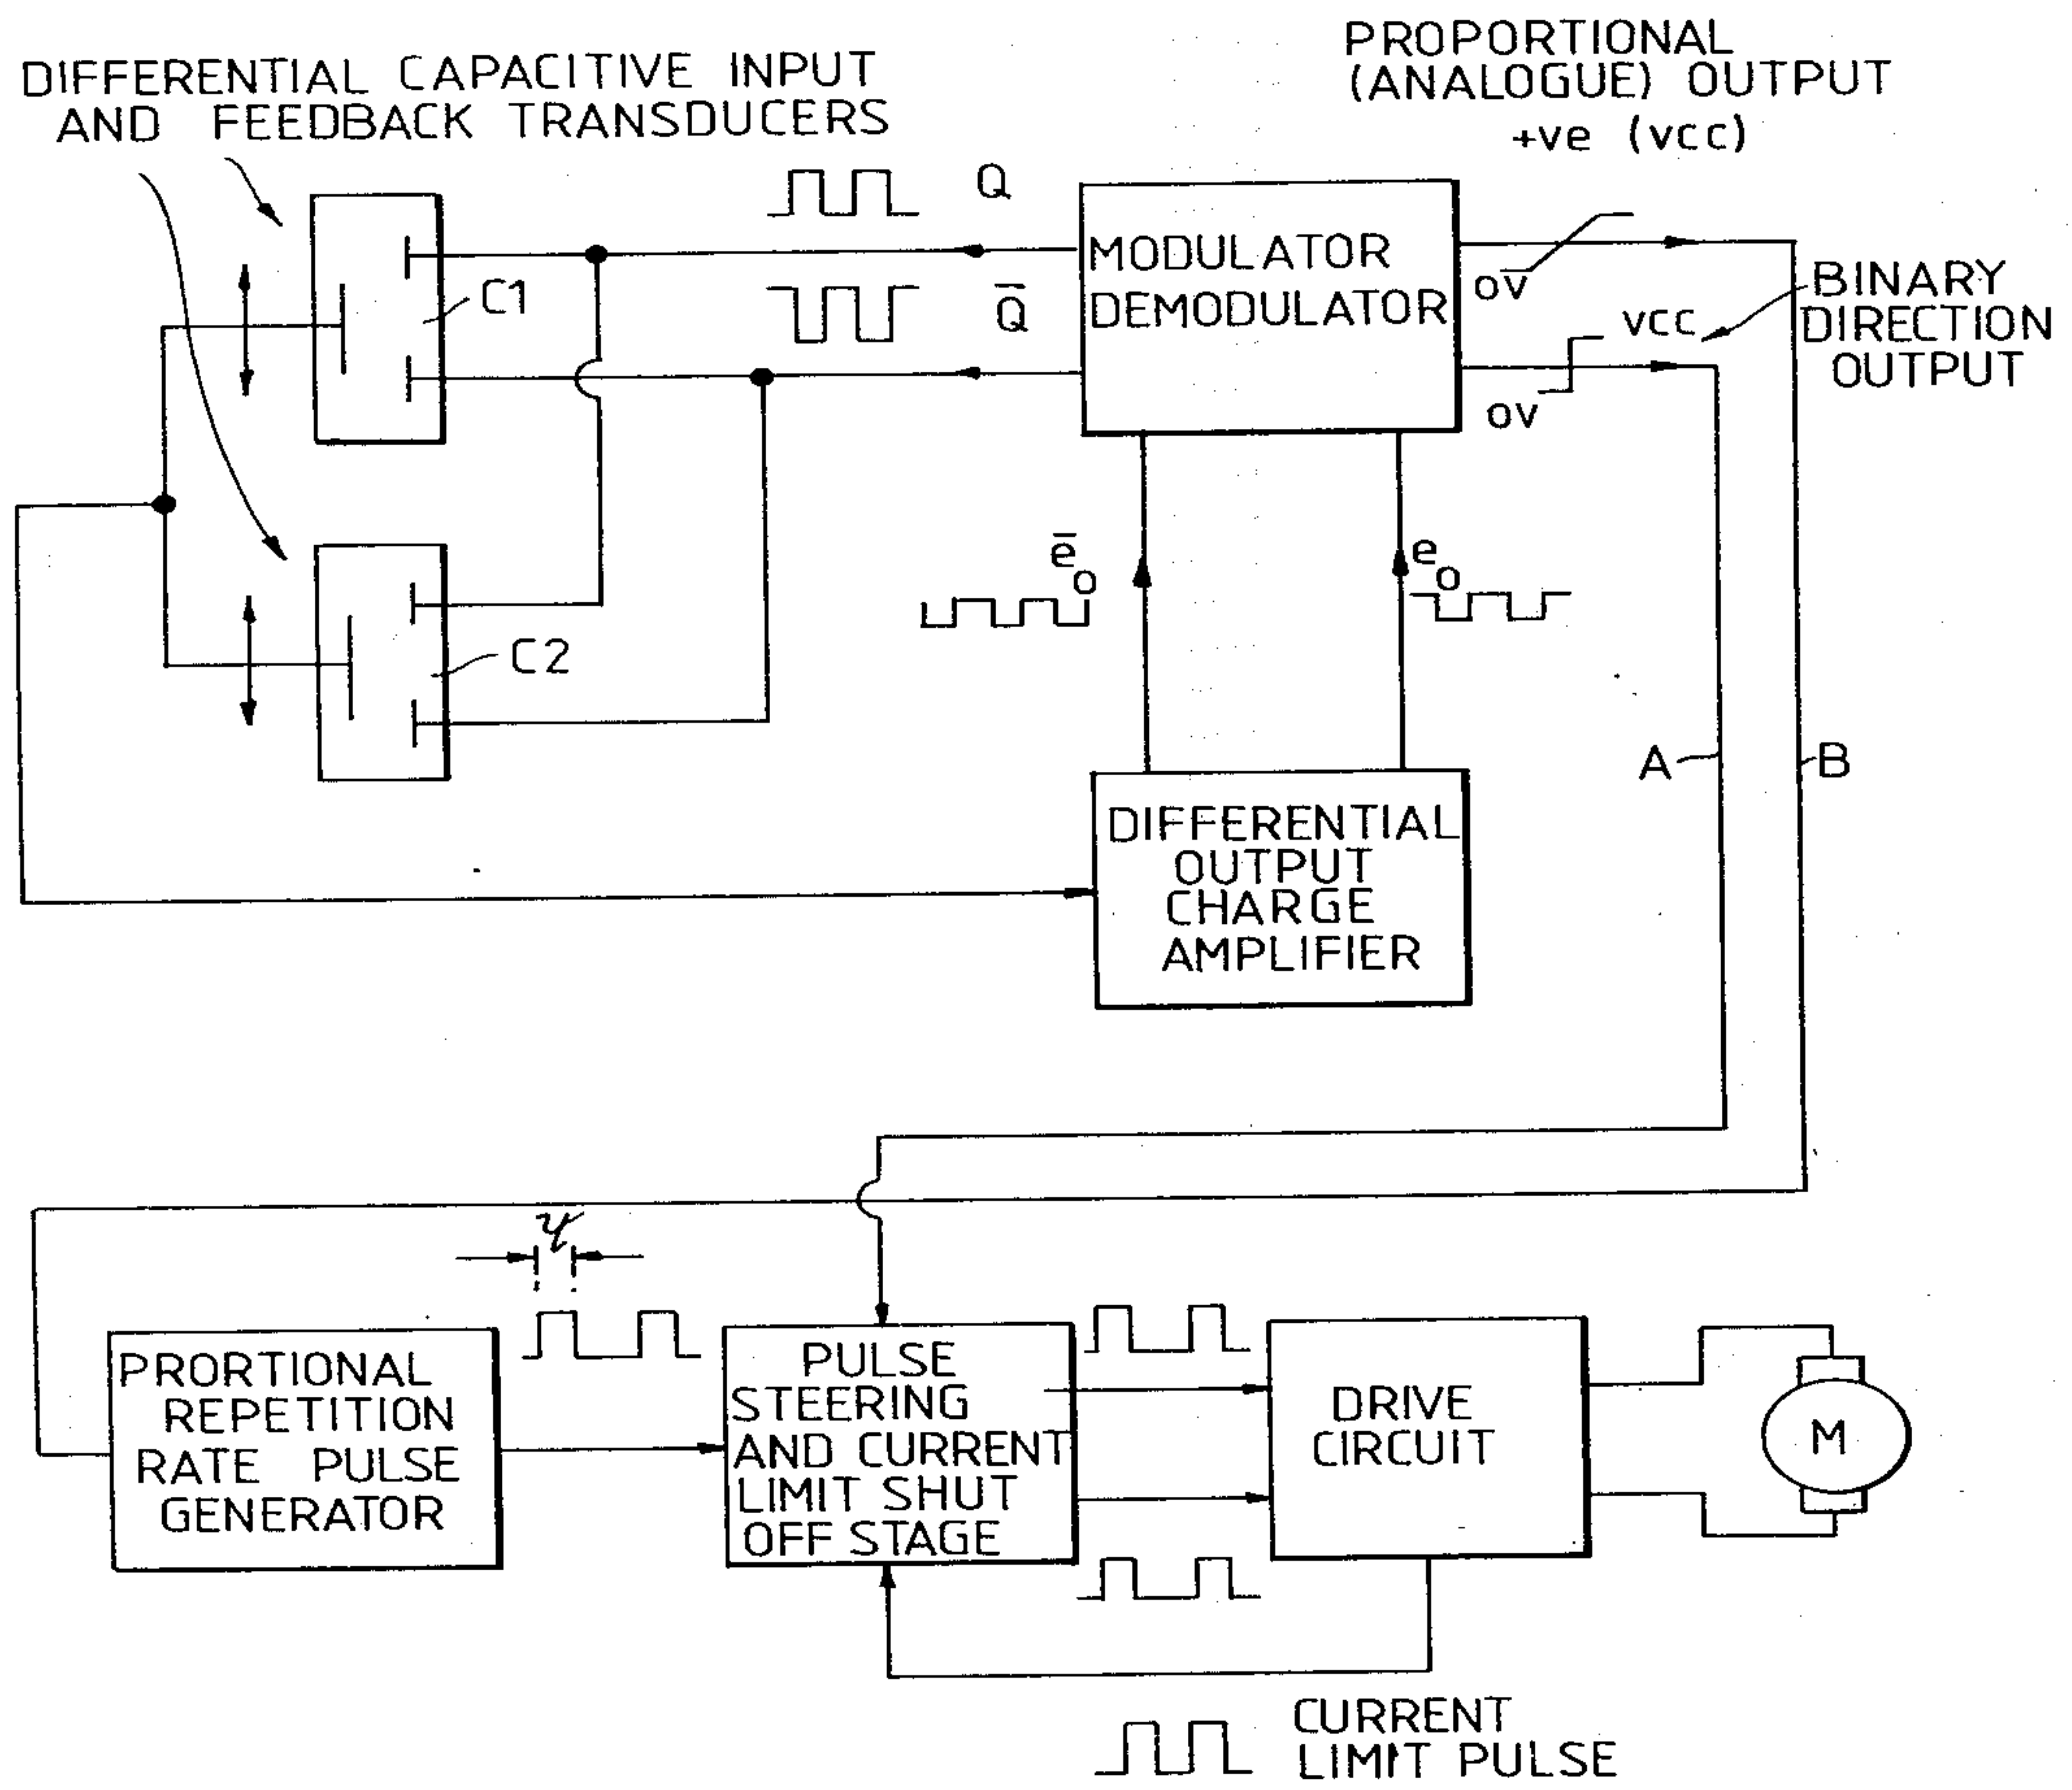 PROPORTIONAL
(ANALOGUE) OUTPUT
+ve (vcc)
DIFFERENTIAL CAPACITIVE INPUT
AND FEEDBACK TRANSDUCERS
Q
Q̅
C1
MODULATOR
DEMODULATOR
ov
BINARY
DIRECTION
OUTPUT
vcc
ov
e̅o
eo
C2
A
B
DIFFERENTIAL
OUTPUT
CHARGE
AMPLIFIER
PRORTIONAL
REPETITION
RATE PULSE
GENERATOR
PULSE
STEERING
AND CURRENT
LIMIT SHUT
OFF STAGE
DRIVE
CIRCUIT
M
CURRENT
LIMIT PULSE